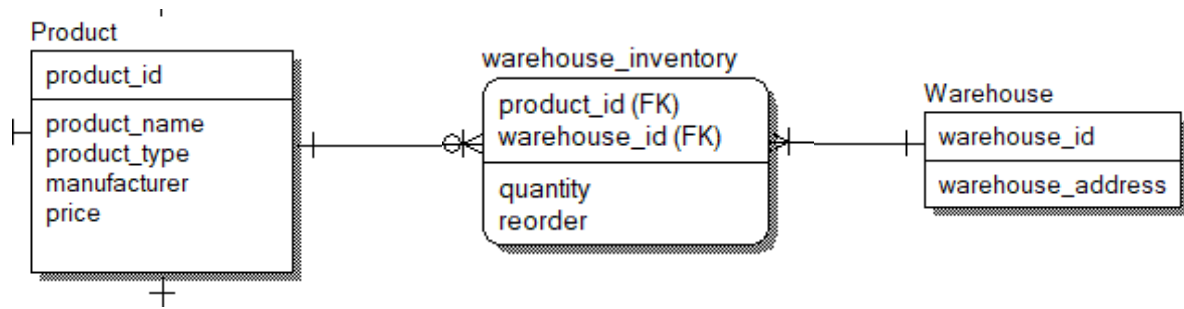 Product
product_id
product_name
product_type
manufacturer
price
warehouse_inventory
product_id (FK)
warehouse_id (FK)
quantity
reorder
Warehouse
warehouse_id
warehouse_address